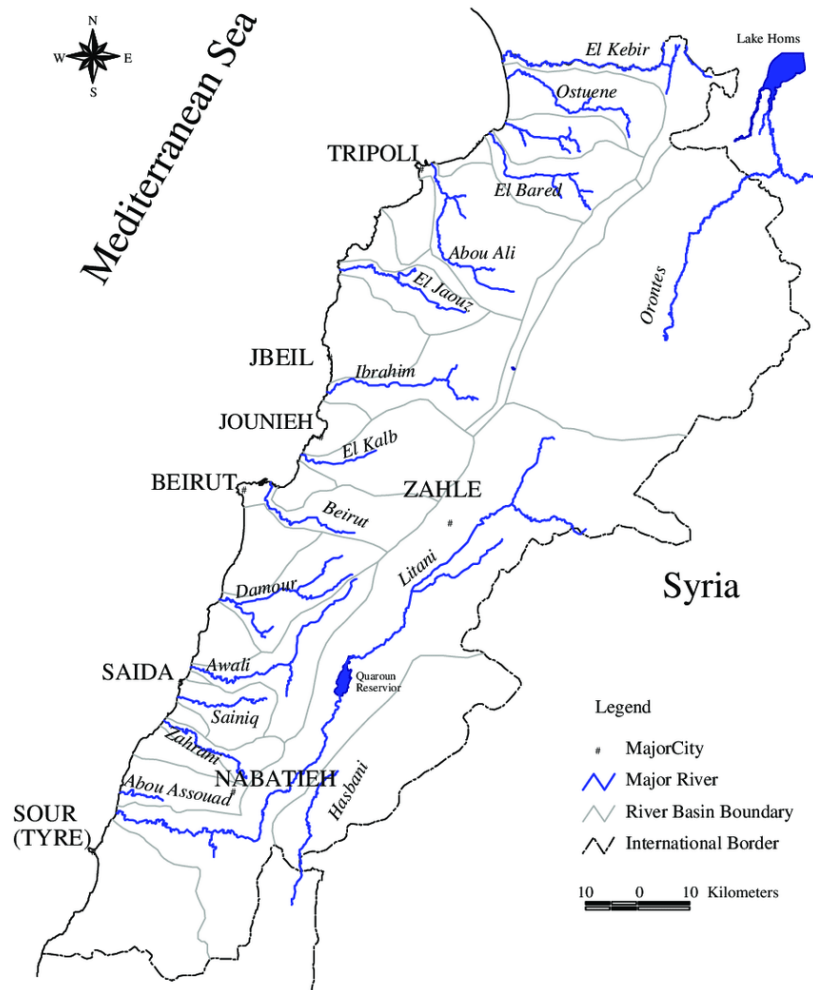 N
W E
S
Mediterranean Sea
El Kebir
Lake Homs
Ostuene
TRIPOLI
El Bared
Abou Ali
El Jaouz
Orontes
JBEIL
Ibrahim
JOUNIEH
El Kalb
BEIRUT
ZAHLE
Beirut
Litani
Syria
Damour
Awali
SAIDA
Quaroun
Reservior
Sainiq
Zahrani
NABATIEH
Abou Assouad
Hasbani
SOUR
(TYRE)
Legend
MajorCity
Major River
River Basin Boundary
International Border
10 0 10 Kilometers